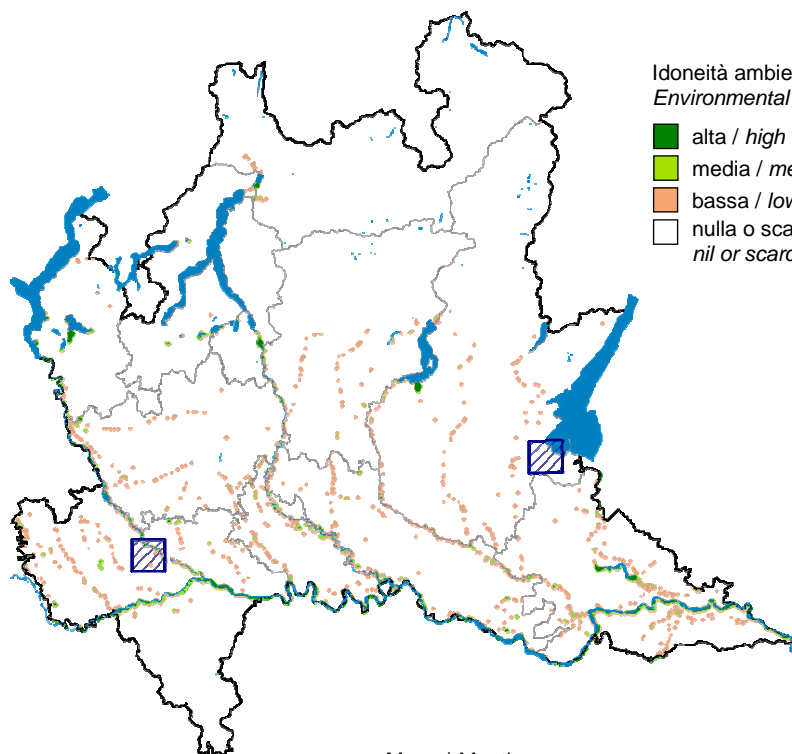 Idoneità ambie
Environmental
alta / high
media / me
bassa / low
nulla o sca
nil or scarc